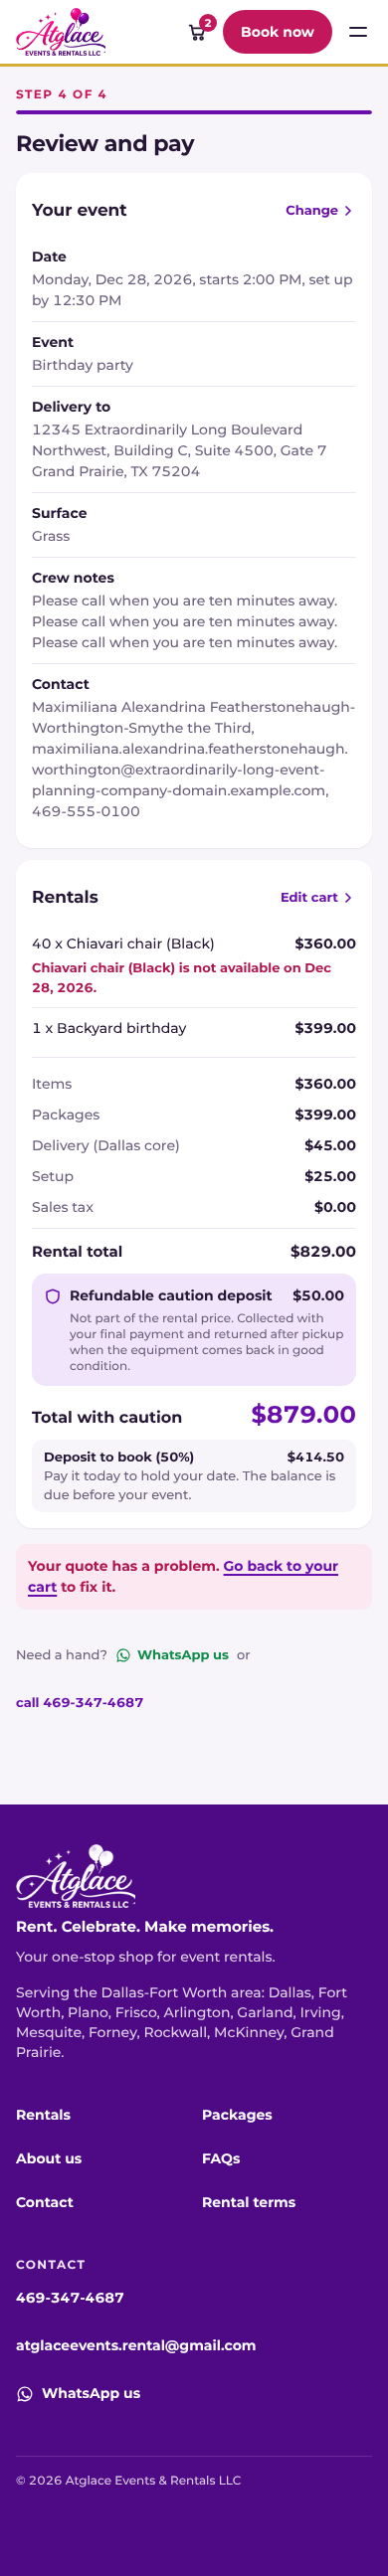 Atglace
EVENTS & RENTALS LLC
2
Book now
STEP 4 OF 4
Review and pay
Your event
Change
Date
Monday, Dec 28, 2026, starts 2:00 PM, set up
by 12:30 PM
Event
Birthday party
Delivery to
12345 Extraordinarily Long Boulevard
Northwest, Building C, Suite 4500, Gate 7
Grand Prairie, TX 75204
Surface
Grass
Crew notes
Please call when you are ten minutes away.
Please call when you are ten minutes away.
Please call when you are ten minutes away.
Contact
Maximiliana Alexandrina Featherstonehaugh-
Worthington-Smythe the Third,
maximiliana.alexandrina.featherstonehaugh.
worthington@extraordinarily-long-event-
planning-company-domain.example.com,
469-555-0100
Rentals
Edit cart
40 x Chiavari chair (Black) $360.00
Chiavari chair (Black) is not available on Dec
28, 2026.
1 x Backyard birthday $399.00
Items $360.00
Packages $399.00
Delivery (Dallas core) $45.00
Setup $25.00
Sales tax $0.00
Rental total $829.00
Refundable caution deposit $50.00
Not part of the rental price. Collected with
your final payment and returned after pickup
when the equipment comes back in good
condition.
Total with caution $879.00
Deposit to book (50%) $414.50
Pay it today to hold your date. The balance is
due before your event.
Your quote has a problem. Go back to your
cart to fix it.
Need a hand? WhatsApp us or
call 469-347-4687
Atglace
EVENTS & RENTALS LLC
Rent. Celebrate. Make memories.
Your one-stop shop for event rentals.
Serving the Dallas-Fort Worth area: Dallas, Fort
Worth, Plano, Frisco, Arlington, Garland, Irving,
Mesquite, Forney, Rockwall, McKinney, Grand
Prairie.
Rentals Packages
About us FAQs
Contact Rental terms
CONTACT
469-347-4687
atglaceevents.rental@gmail.com
WhatsApp us
© 2026 Atglace Events & Rentals LLC